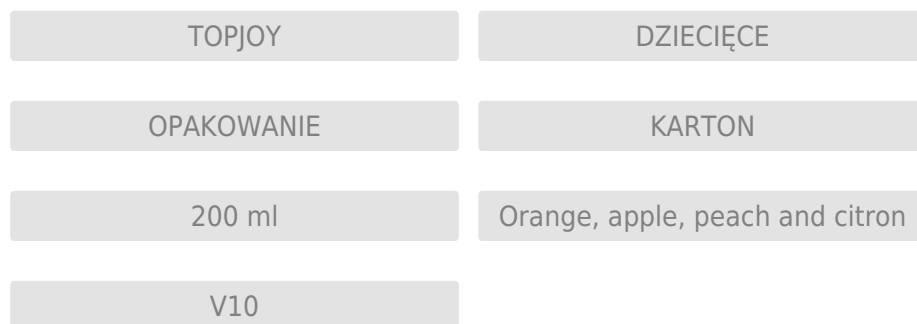 TOPJOY
DZIECIĘCE
OPAKOWANIE
KARTON
200 ml
Orange, apple, peach and citron
V10